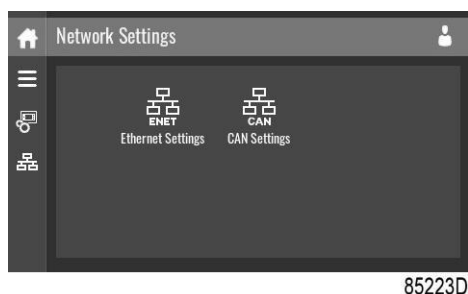 Network Settings
ENET
CAN
Ethernet Settings
CAN Settings
85223D